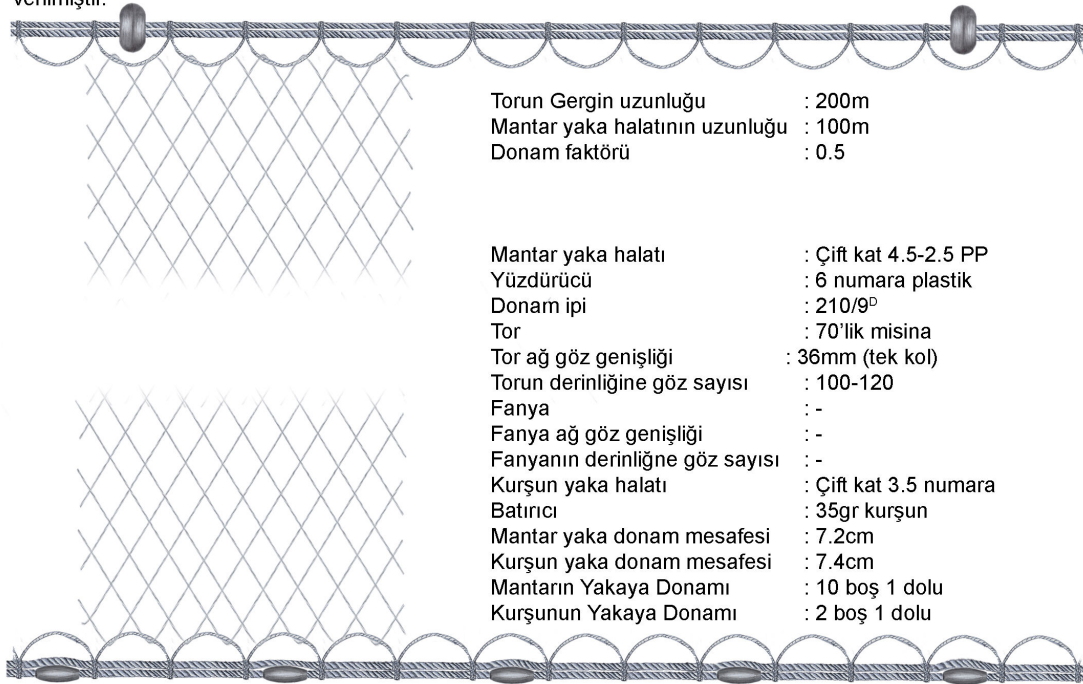 verilmiştir.
Torun Gergin uzunluğu : 200m
Mantar yaka halatının uzunluğu : 100m
Donam faktörü : 0.5
Mantar yaka halatı : Çift kat 4.5-2.5 PP
Yüzdürücü : 6 numara plastik
Donam ipi : 210/9ᴰ
Tor : 70'lik misina
Tor ağ göz genişliği : 36mm (tek kol)
Torun derinliğine göz sayısı : 100-120
Fanya : -
Fanya ağ göz genişliği : -
Fanyanın derinliğne göz sayısı : -
Kurşun yaka halatı : Çift kat 3.5 numara
Batırıcı : 35gr kurşun
Mantar yaka donam mesafesi : 7.2cm
Kurşun yaka donam mesafesi : 7.4cm
Mantarın Yakaya Donamı : 10 boş 1 dolu
Kurşunun Yakaya Donamı : 2 boş 1 dolu